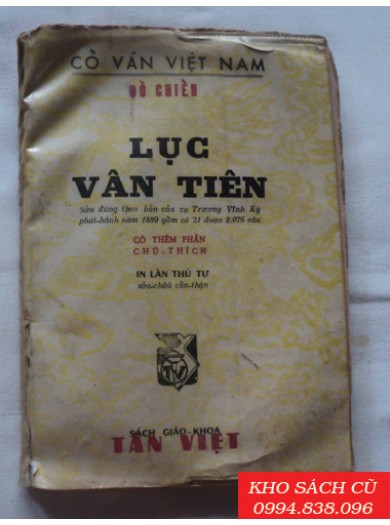 CỔ VĂN VIỆT NAM
ĐỒ CHIỂU
LỤC
VÂN TIÊN
Sửa đúng theo bản của cụ Trương Vĩnh Ký
phát-hành năm 1889 gồm có 21 đoạn 2.076 câu
CÓ THÊM PHẦN
CHÚ-THÍCH
IN LẦN THỨ TƯ
sửa-chữa cẩn-thận
TV
SÁCH GIÁO-KHOA
TÂN VIỆT
KHO SÁCH CŨ
0994.838.096